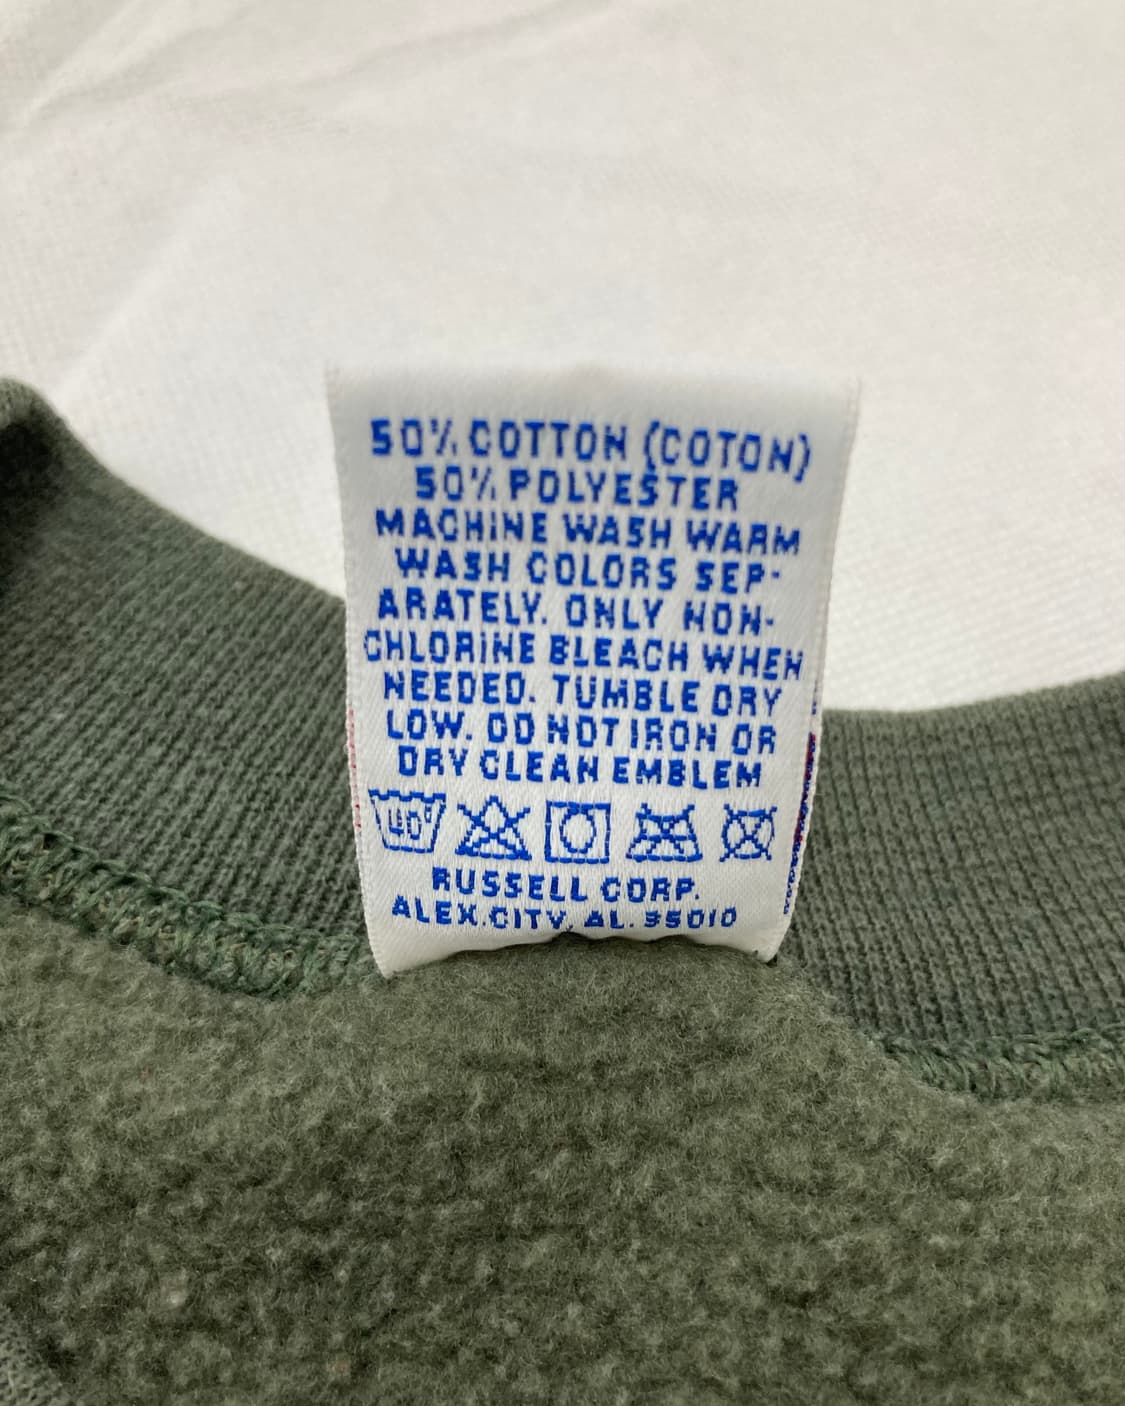 50% COTTON (COTON)
50% POLYESTER
MACHINE WASH WARM
WASH COLORS SEP-
ARATELY. ONLY NON-
CHLORINE BLEACH WHEN
NEEDED. TUMBLE DRY
LOW. DO NOT IRON OR
DRY CLEAN EMBLEM
40°
RUSSELL CORP.
ALEX.CITY, AL. 35010